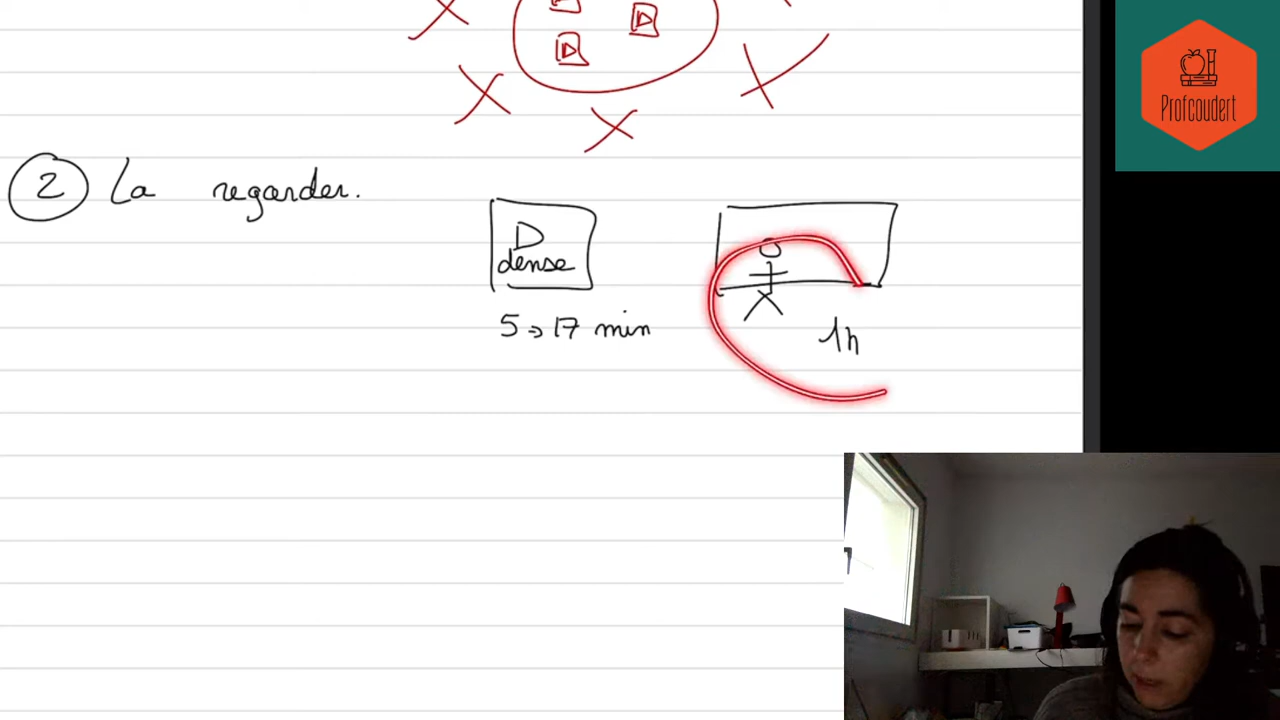 Profcoudert
2 La regarder.
D
dense
5 → 17 min
1h